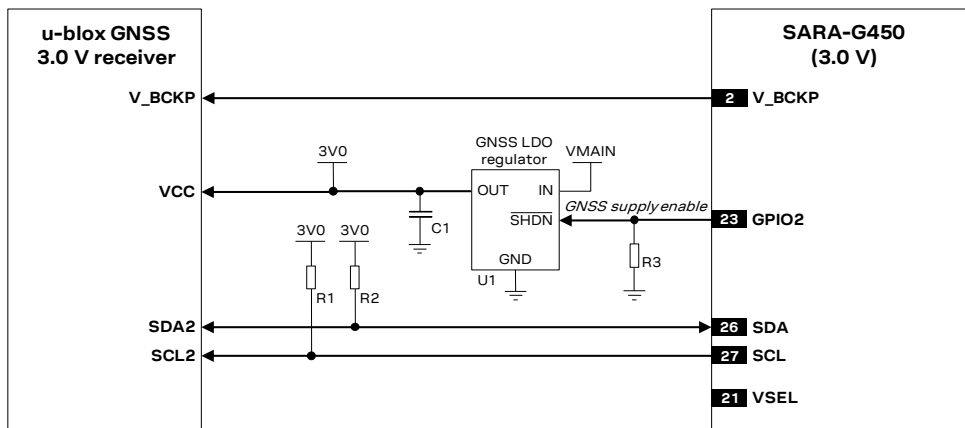 u-blox GNSS
3.0 V receiver
SARA-G450
(3.0 V)
V_BCKP
2
V_BCKP
GNSS LDO
regulator
3V0
VMAIN
VCC
OUT
IN
GNSS supply enable
SHDN
23
GPIO2
C1
3V0
3V0
GND
R3
U1
R1
R2
SDA2
26
SDA
SCL2
27
SCL
21
VSEL